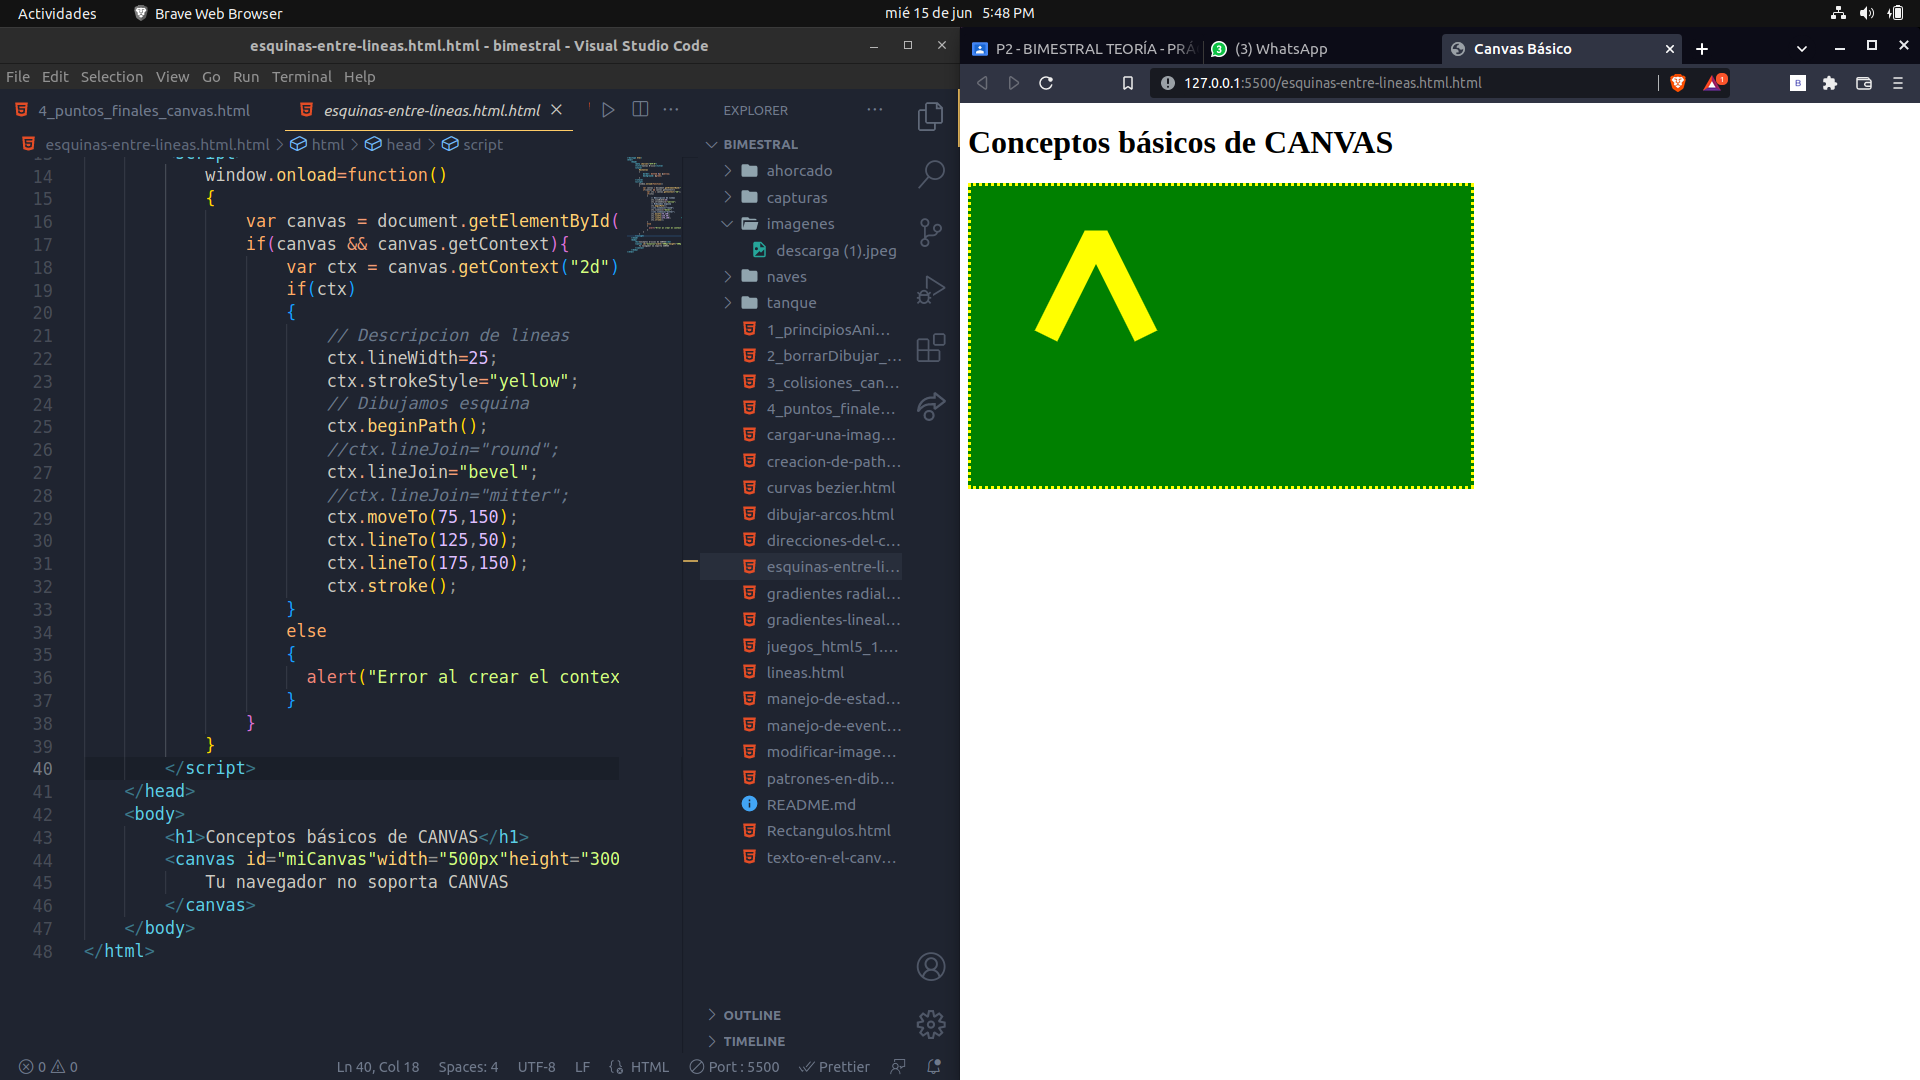 Actividades
Brave Web Browser
mié 15 de jun 5:48 PM
esquinas-entre-lineas.html.html - bimestral - Visual Studio Code
File Edit Selection View Go Run Terminal Help
4_puntos_finales_canvas.html
esquinas-entre-lineas.html.html
esquinas-entre-lineas.html.html > html > head > script
14 window.onload=function()
15 {
16 var canvas = document.getElementById(
17 if(canvas && canvas.getContext){
18 var ctx = canvas.getContext("2d")
19 if(ctx)
20 {
21 // Descripcion de lineas
22 ctx.lineWidth=25;
23 ctx.strokeStyle="yellow";
24 // Dibujamos esquina
25 ctx.beginPath();
26 //ctx.lineJoin="round";
27 ctx.lineJoin="bevel";
28 //ctx.lineJoin="mitter";
29 ctx.moveTo(75,150);
30 ctx.lineTo(125,50);
31 ctx.lineTo(175,150);
32 ctx.stroke();
33 }
34 else
35 {
36 alert("Error al crear el contex
37 }
38 }
39 }
40 </script>
41 </head>
42 <body>
43 <h1>Conceptos básicos de CANVAS</h1>
44 <canvas id="miCanvas"width="500px"height="300
45 Tu navegador no soporta CANVAS
46 </canvas>
47 </body>
48 </html>
EXPLORER
BIMESTRAL
ahorcado
capturas
imagenes
descarga (1).jpeg
naves
tanque
1_principiosAni...
2_borrarDibujar_...
3_colisiones_can...
4_puntos_finale...
cargar-una-imag...
creacion-de-path...
curvas bezier.html
dibujar-arcos.html
direcciones-del-c...
esquinas-entre-li...
gradientes radial...
gradientes-lineal...
juegos_html5_1....
lineas.html
manejo-de-estad...
manejo-de-event...
modificar-image...
patrones-en-dib...
README.md
Rectangulos.html
texto-en-el-canv...
OUTLINE
TIMELINE
0 0
Ln 40, Col 18 Spaces: 4 UTF-8 LF HTML Port : 5500 Prettier
P2 - BIMESTRAL TEORÍA - PRÁ
(3) WhatsApp
Canvas Básico
127.0.0.1:5500/esquinas-entre-lineas.html.html
Conceptos básicos de CANVAS